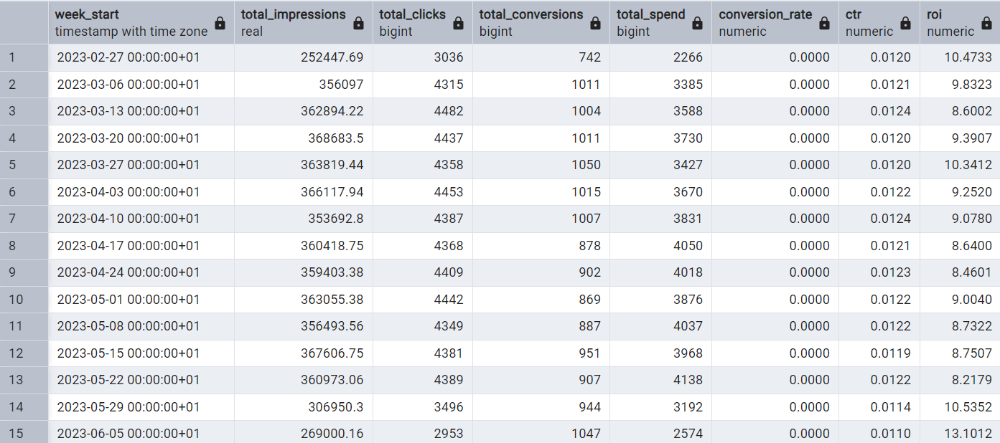 week_start total_impressions total_clicks total_conversions total_spend conversion_rate ctr roi
timestamp with time zone real bigint bigint bigint numeric numeric numeric
1 2023-02-27 00:00:00+01 252447.69 3036 742 2266 0.0000 0.0120 10.4733
2 2023-03-06 00:00:00+01 356097 4315 1011 3385 0.0000 0.0121 9.8323
3 2023-03-13 00:00:00+01 362894.22 4482 1004 3588 0.0000 0.0124 8.6002
4 2023-03-20 00:00:00+01 368683.5 4437 1011 3730 0.0000 0.0120 9.3907
5 2023-03-27 00:00:00+01 363819.44 4358 1050 3427 0.0000 0.0120 10.3412
6 2023-04-03 00:00:00+01 366117.94 4453 1015 3670 0.0000 0.0122 9.2520
7 2023-04-10 00:00:00+01 353692.8 4387 1007 3831 0.0000 0.0124 9.0780
8 2023-04-17 00:00:00+01 360418.75 4368 878 4050 0.0000 0.0121 8.6400
9 2023-04-24 00:00:00+01 359403.38 4409 902 4018 0.0000 0.0123 8.4601
10 2023-05-01 00:00:00+01 363055.38 4442 869 3876 0.0000 0.0122 9.0040
11 2023-05-08 00:00:00+01 356493.56 4349 887 4037 0.0000 0.0122 8.7322
12 2023-05-15 00:00:00+01 367606.75 4381 951 3968 0.0000 0.0119 8.7507
13 2023-05-22 00:00:00+01 360973.06 4389 907 4138 0.0000 0.0122 8.2179
14 2023-05-29 00:00:00+01 306950.3 3496 944 3192 0.0000 0.0114 10.5352
15 2023-06-05 00:00:00+01 269000.16 2953 1047 2574 0.0000 0.0110 13.1012